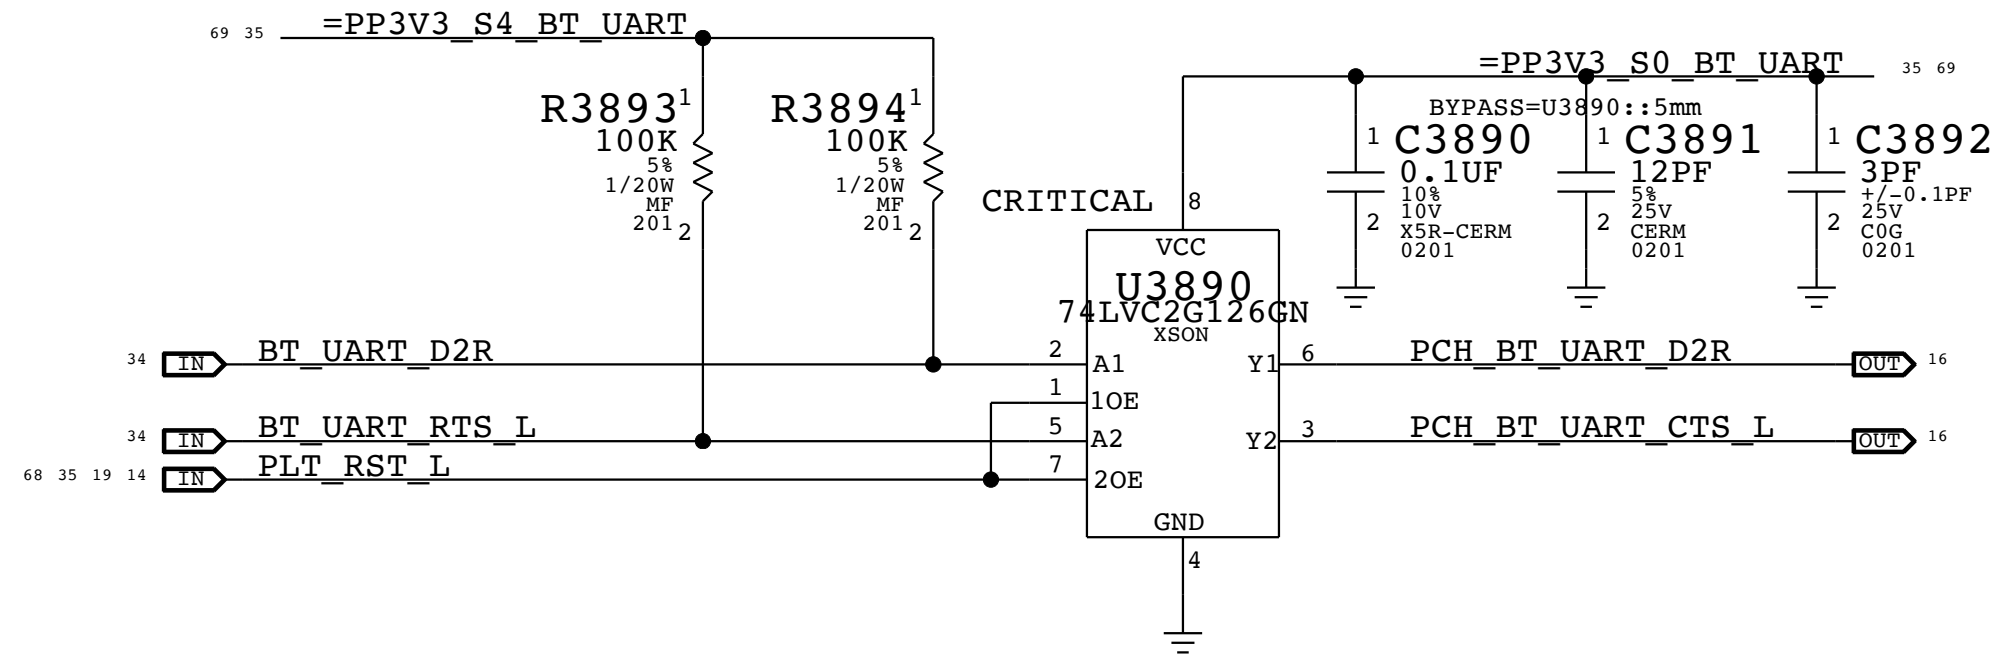 69 35 =PP3V3_S4_BT_UART
=PP3V3_S0_BT_UART 35 69
R3893 1
100K
5%
1/20W
MF
201 2
R3894 1
100K
5%
1/20W
MF
201 2
BYPASS=U3890::5mm
1 C3890
0.1UF
10%
10V
2 X5R-CERM
0201
1 C3891
12PF
5%
25V
2 CERM
0201
1 C3892
3PF
+/-0.1PF
25V
2 C0G
0201
CRITICAL
8
VCC
U3890
74LVC2G126GN
XSON
34 IN BT_UART_D2R 2 A1
Y1 6 PCH_BT_UART_D2R OUT 16
1 1OE
34 IN BT_UART_RTS_L 5 A2
Y2 3 PCH_BT_UART_CTS_L OUT 16
68 35 19 14 IN PLT_RST_L 7 2OE
GND
4